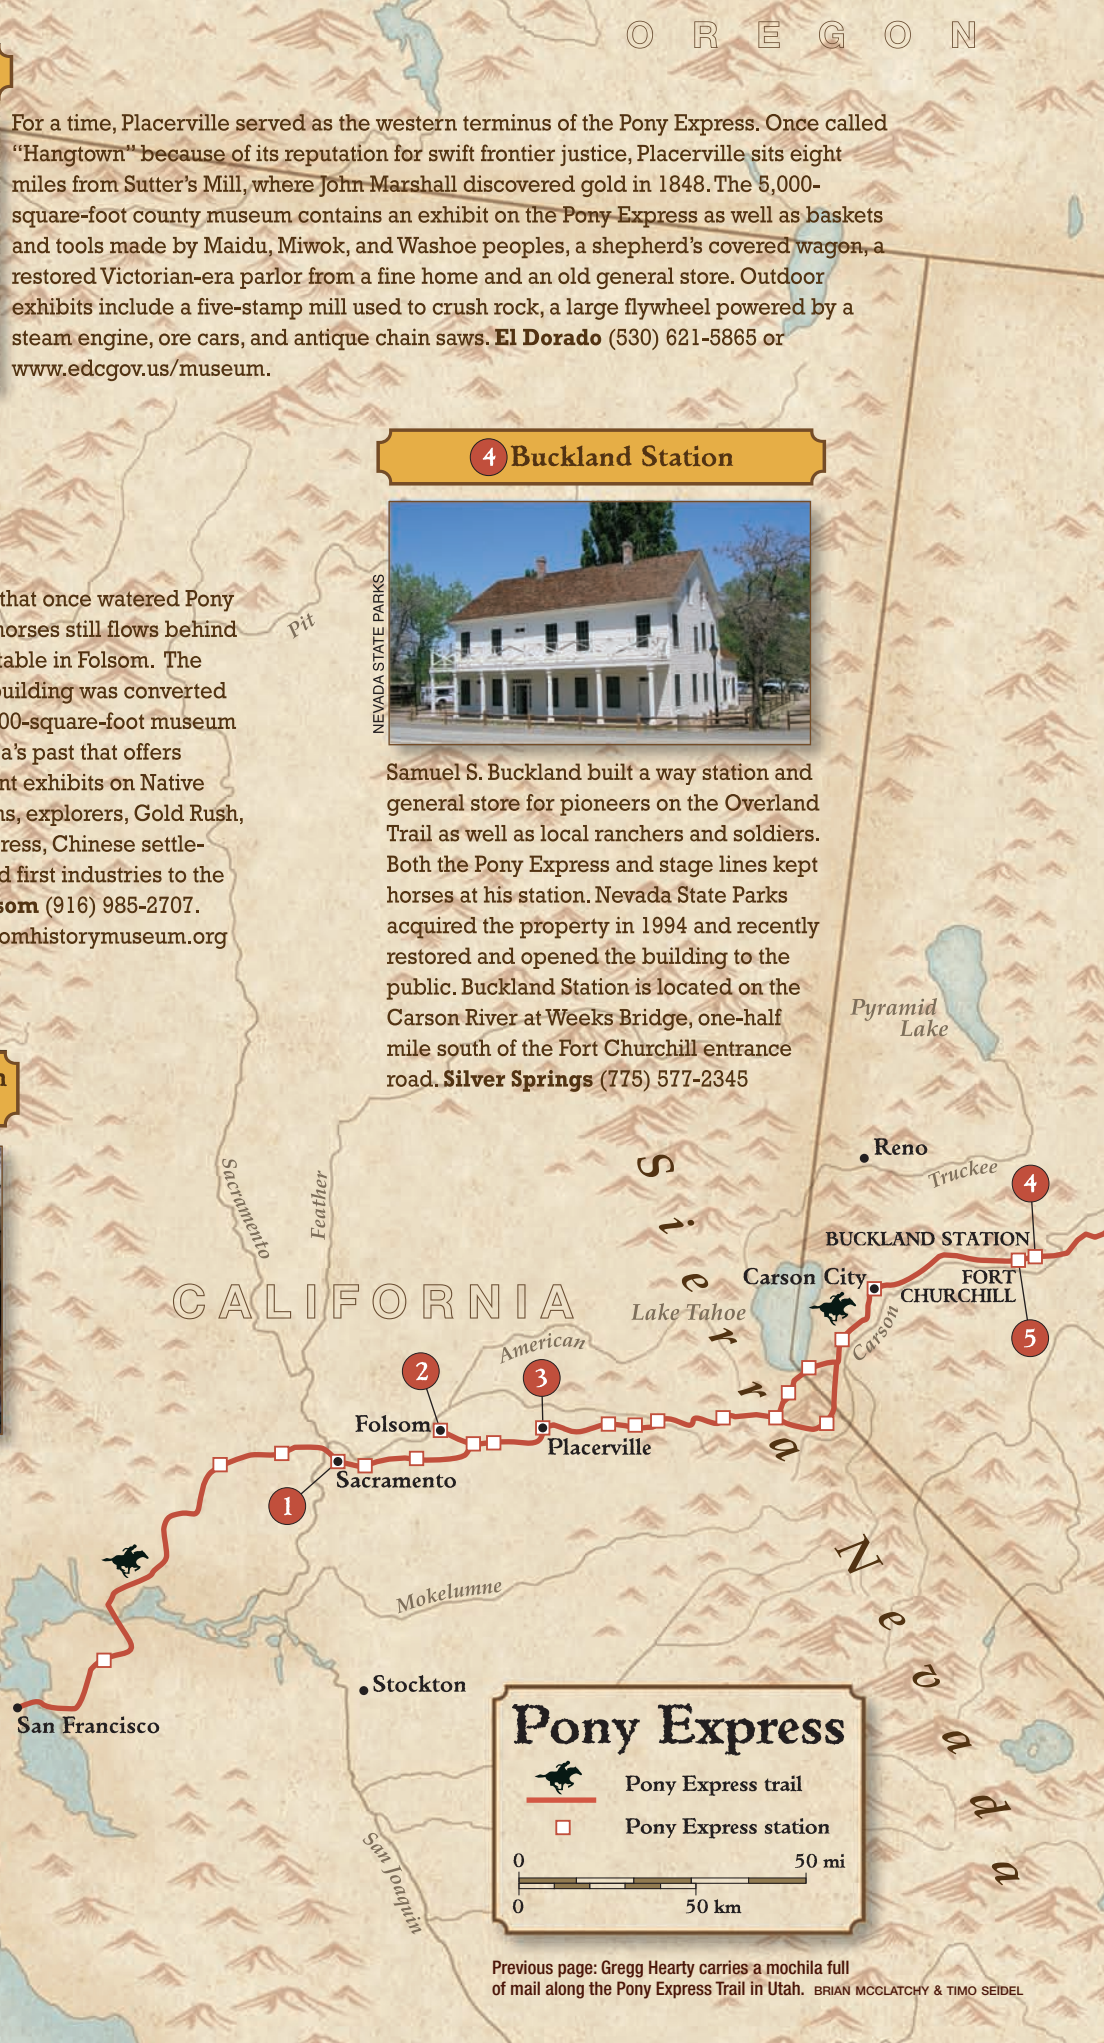 OREGON
For a time, Placerville served as the western terminus of the Pony Express. Once called
“Hangtown” because of its reputation for swift frontier justice, Placerville sits eight
miles from Sutter’s Mill, where John Marshall discovered gold in 1848. The 5,000-
square-foot county museum contains an exhibit on the Pony Express as well as baskets
and tools made by Maidu, Miwok, and Washoe peoples, a shepherd’s covered wagon, a
restored Victorian-era parlor from a fine home and an old general store. Outdoor
exhibits include a five-stamp mill used to crush rock, a large flywheel powered by a
steam engine, ore cars, and antique chain saws. El Dorado (530) 621-5865 or
www.edcgov.us/museum.
4 Buckland Station
NEVADA STATE PARKS
Samuel S. Buckland built a way station and
general store for pioneers on the Overland
Trail as well as local ranchers and soldiers.
Both the Pony Express and stage lines kept
horses at his station. Nevada State Parks
acquired the property in 1994 and recently
restored and opened the building to the
public. Buckland Station is located on the
Carson River at Weeks Bridge, one-half
mile south of the Fort Churchill entrance
road. Silver Springs (775) 577-2345
that once watered Pony
horses still flows behind
table in Folsom. The
building was converted
00-square-foot museum
a’s past that offers
nt exhibits on Native
ns, explorers, Gold Rush,
ress, Chinese settle-
d first industries to the
som (916) 985-2707.
omhistorymuseum.org
Pit
Pyramid
Lake
Reno
Truckee
4
BUCKLAND STATION
FORT
CHURCHILL
5
Carson City
Carson
Lake Tahoe
Sierra
Nevada
Sacramento
Feather
CALIFORNIA
American
2
3
Folsom
Placerville
Sacramento
1
Mokelumne
Stockton
San Francisco
San Joaquin
Pony Express
Pony Express trail
Pony Express station
0 50 mi
0 50 km
Previous page: Gregg Hearty carries a mochila full
of mail along the Pony Express Trail in Utah. BRIAN MCCLATCHY & TIMO SEIDEL